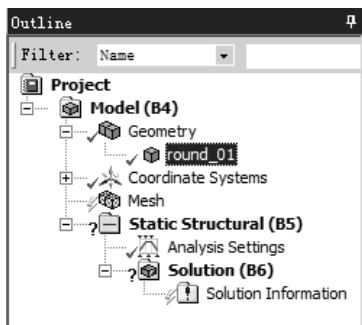 Outline
Filter: Name
Project
Model (B4)
Geometry
round_01
Coordinate Systems
Mesh
Static Structural (B5)
Analysis Settings
Solution (B6)
Solution Information